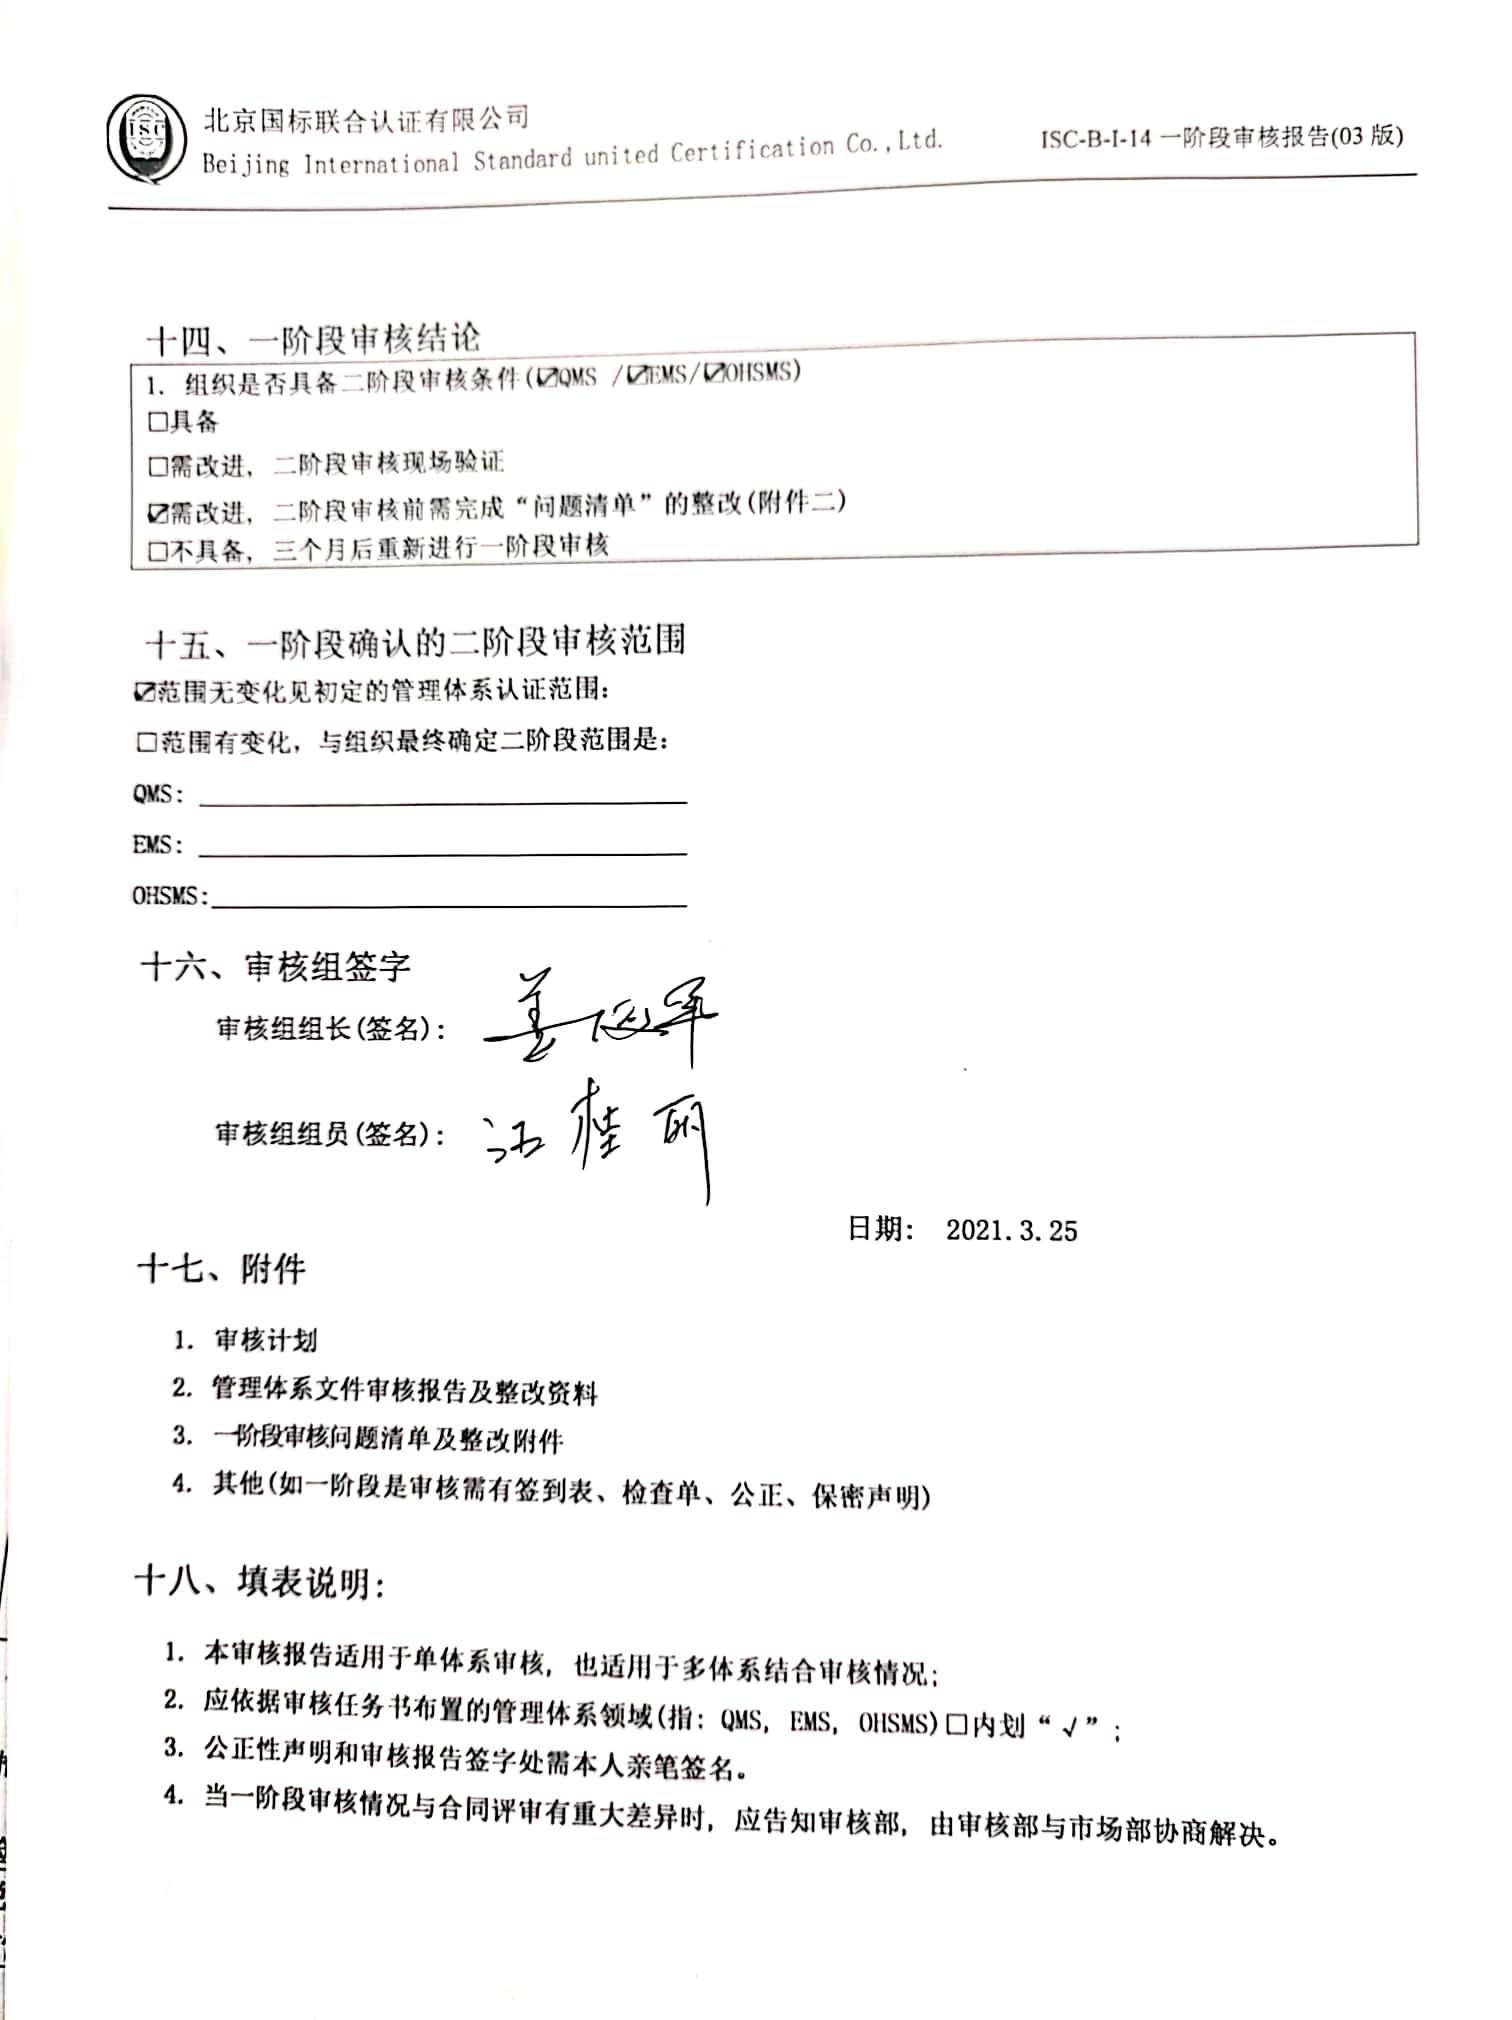 ISC
北京国标联合认证有限公司
Beijing International Standard united Certification Co.,Ltd.
ISC-B-I-14 一阶段审核报告(03 版)
十四、一阶段审核结论
1. 组织是否具备二阶段审核条件(☑QMS /☑EMS/☑OHSMS)
□具备
□需改进，二阶段审核现场验证
☑需改进，二阶段审核前需完成“问题清单”的整改(附件二)
□不具备，三个月后重新进行一阶段审核
十五、一阶段确认的二阶段审核范围
☑范围无变化见初定的管理体系认证范围：
□范围有变化，与组织最终确定二阶段范围是：
QMS：
EMS：
OHSMS:
十六、审核组签字
审核组组长(签名)：
审核组组员(签名)： 汪桂丽
日期： 2021.3.25
十七、附件
1. 审核计划
2. 管理体系文件审核报告及整改资料
3. 一阶段审核问题清单及整改附件
4. 其他(如一阶段是审核需有签到表、检查单、公正、保密声明)
十八、填表说明：
1. 本审核报告适用于单体系审核，也适用于多体系结合审核情况；
2. 应依据审核任务书布置的管理体系领域(指：QMS，EMS，OHSMS)□内划“√”；
3. 公正性声明和审核报告签字处需本人亲笔签名。
4. 当一阶段审核情况与合同评审有重大差异时，应告知审核部，由审核部与市场部协商解决。